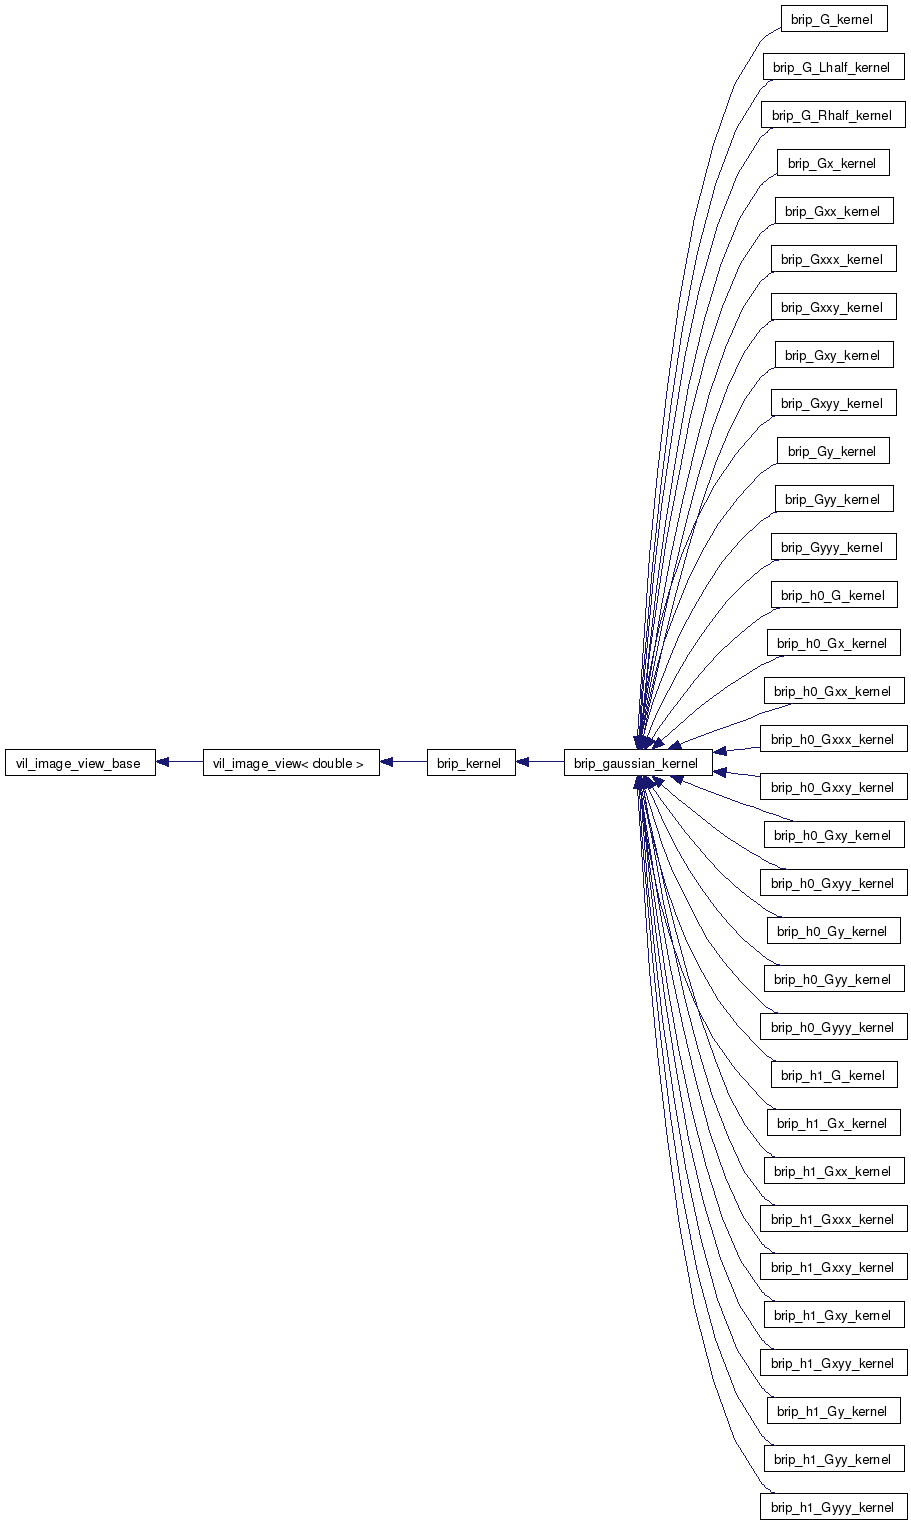 brip_G_kernel
brip_G_Lhalf_kernel
brip_G_Rhalf_kernel
brip_Gx_kernel
brip_Gxx_kernel
brip_Gxxx_kernel
brip_Gxxy_kernel
brip_Gxy_kernel
brip_Gxyy_kernel
brip_Gy_kernel
brip_Gyy_kernel
brip_Gyyy_kernel
brip_h0_G_kernel
brip_h0_Gx_kernel
brip_h0_Gxx_kernel
brip_h0_Gxxx_kernel
vil_image_view_base
vil_image_view< double >
brip_kernel
brip_gaussian_kernel
brip_h0_Gxxy_kernel
brip_h0_Gxy_kernel
brip_h0_Gxyy_kernel
brip_h0_Gy_kernel
brip_h0_Gyy_kernel
brip_h0_Gyyy_kernel
brip_h1_G_kernel
brip_h1_Gx_kernel
brip_h1_Gxx_kernel
brip_h1_Gxxx_kernel
brip_h1_Gxxy_kernel
brip_h1_Gxy_kernel
brip_h1_Gxyy_kernel
brip_h1_Gy_kernel
brip_h1_Gyy_kernel
brip_h1_Gyyy_kernel